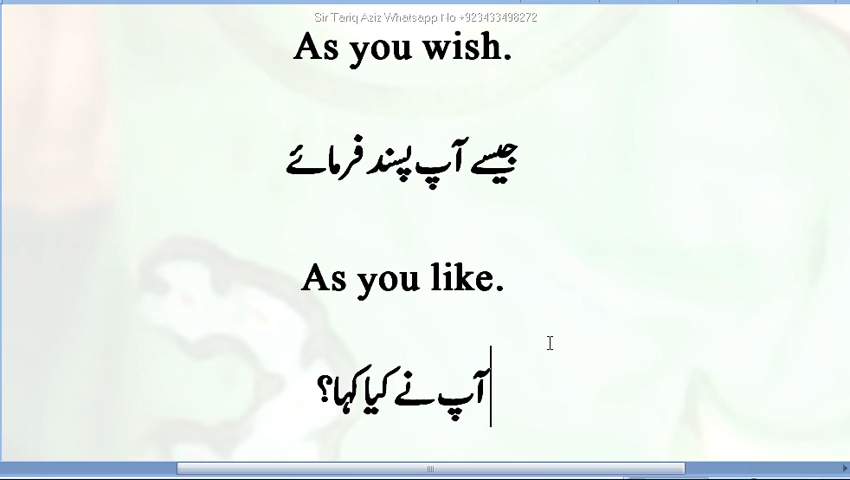 Sir Tariq Aziz Whatsapp No +923433498272
As you wish.
جیسے آپ پسند فرمائے
As you like.
آپ نے کیا کہا؟